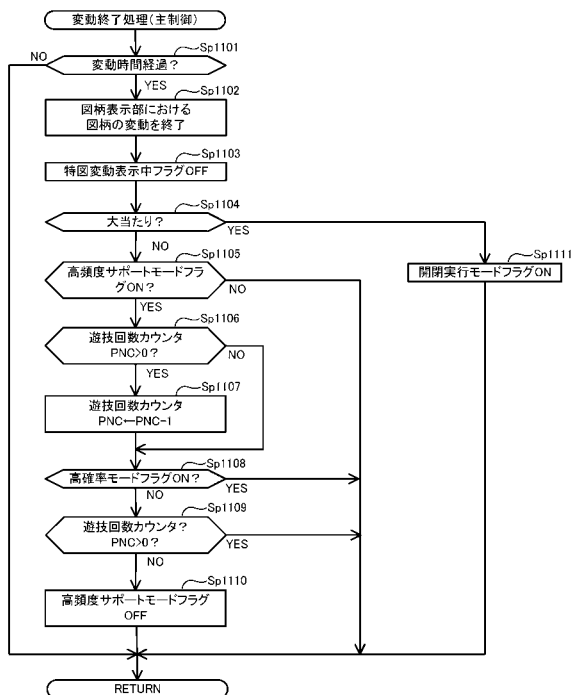 変動終了処理(主制御)
Sp1101
NO
変動時間経過?
YES
Sp1102
図柄表示部における
図柄の変動を終了
Sp1103
特図変動表示中フラグOFF
Sp1104
大当たり?
YES
NO
Sp1105
高頻度サポートモードフラ
グON?
NO
YES
Sp1111
開閉実行モードフラグON
Sp1106
遊技回数カウンタ
PNC>0?
NO
YES
Sp1107
遊技回数カウンタ
PNC←PNC-1
Sp1108
高確率モードフラグON?
YES
NO
Sp1109
遊技回数カウンタ?
PNC>0?
YES
NO
Sp1110
高頻度サポートモードフラグ
OFF
RETURN